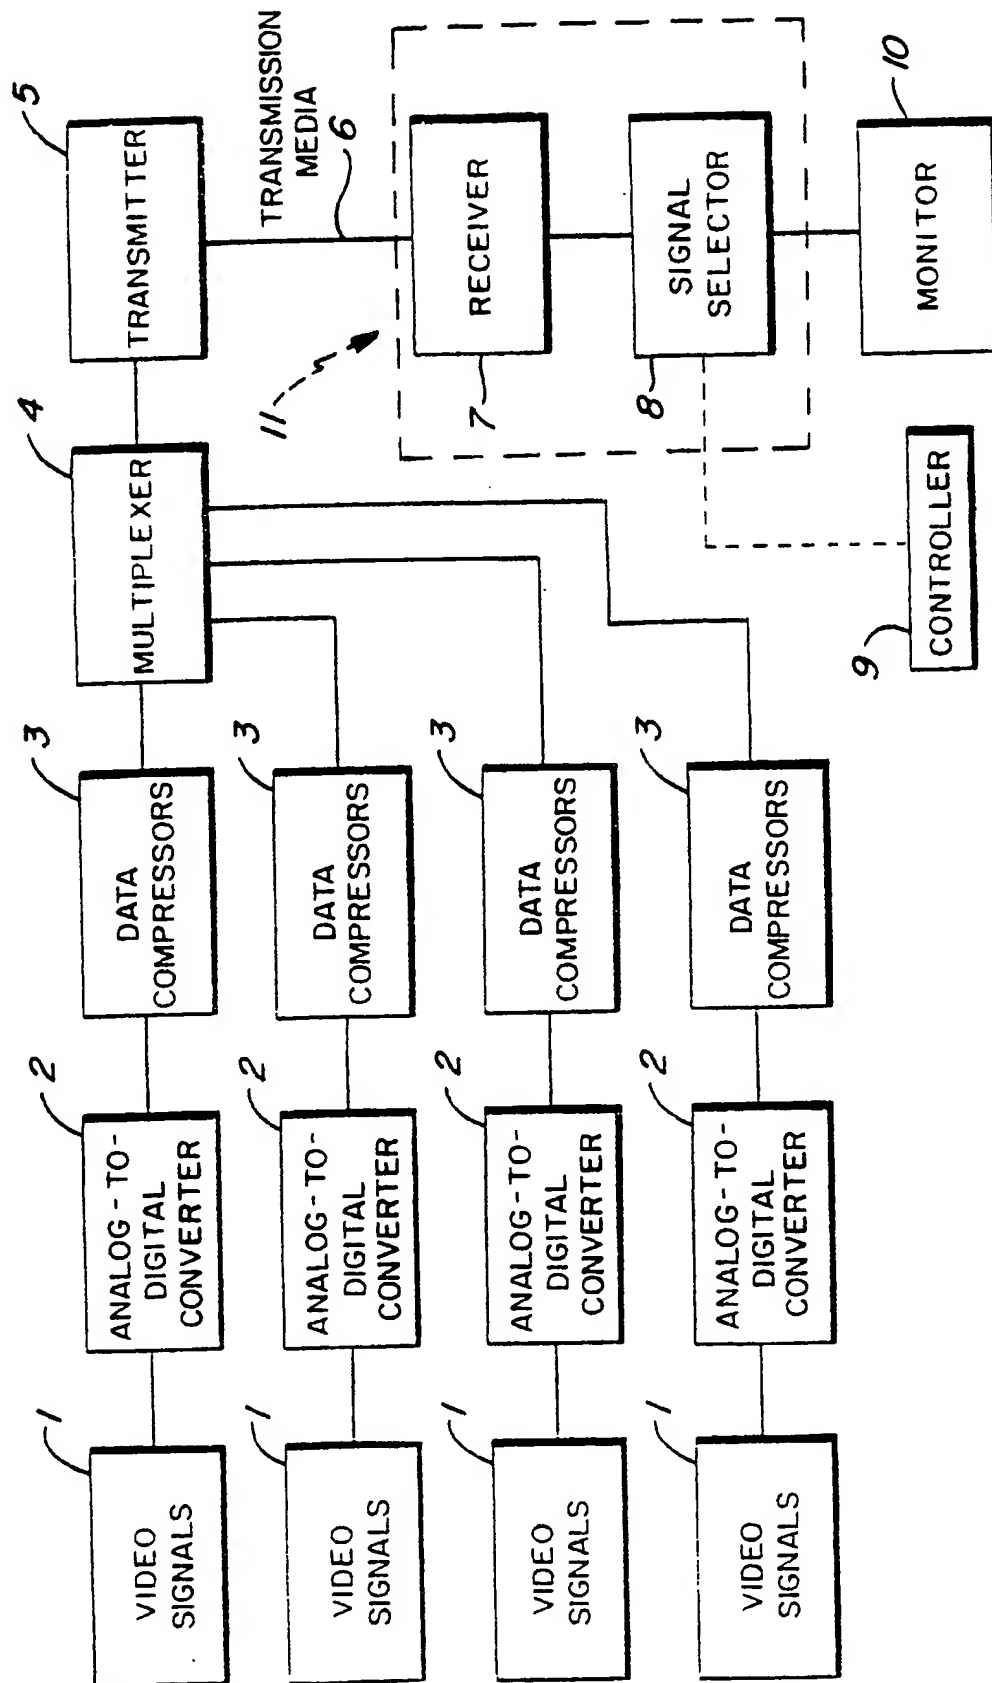 1
VIDEO
SIGNALS
2
ANALOG-TO-
DIGITAL
CONVERTER
3
DATA
COMPRESSORS
4
MULTIPLEXER
5
TRANSMITTER
1
VIDEO
SIGNALS
2
ANALOG-TO-
DIGITAL
CONVERTER
3
DATA
COMPRESSORS
TRANSMISSION
MEDIA
6
1
VIDEO
SIGNALS
2
ANALOG-TO-
DIGITAL
CONVERTER
3
DATA
COMPRESSORS
11
7
RECEIVER
1
VIDEO
SIGNALS
2
ANALOG-TO-
DIGITAL
CONVERTER
3
DATA
COMPRESSORS
8
SIGNAL
SELECTOR
9
CONTROLLER
10
MONITOR